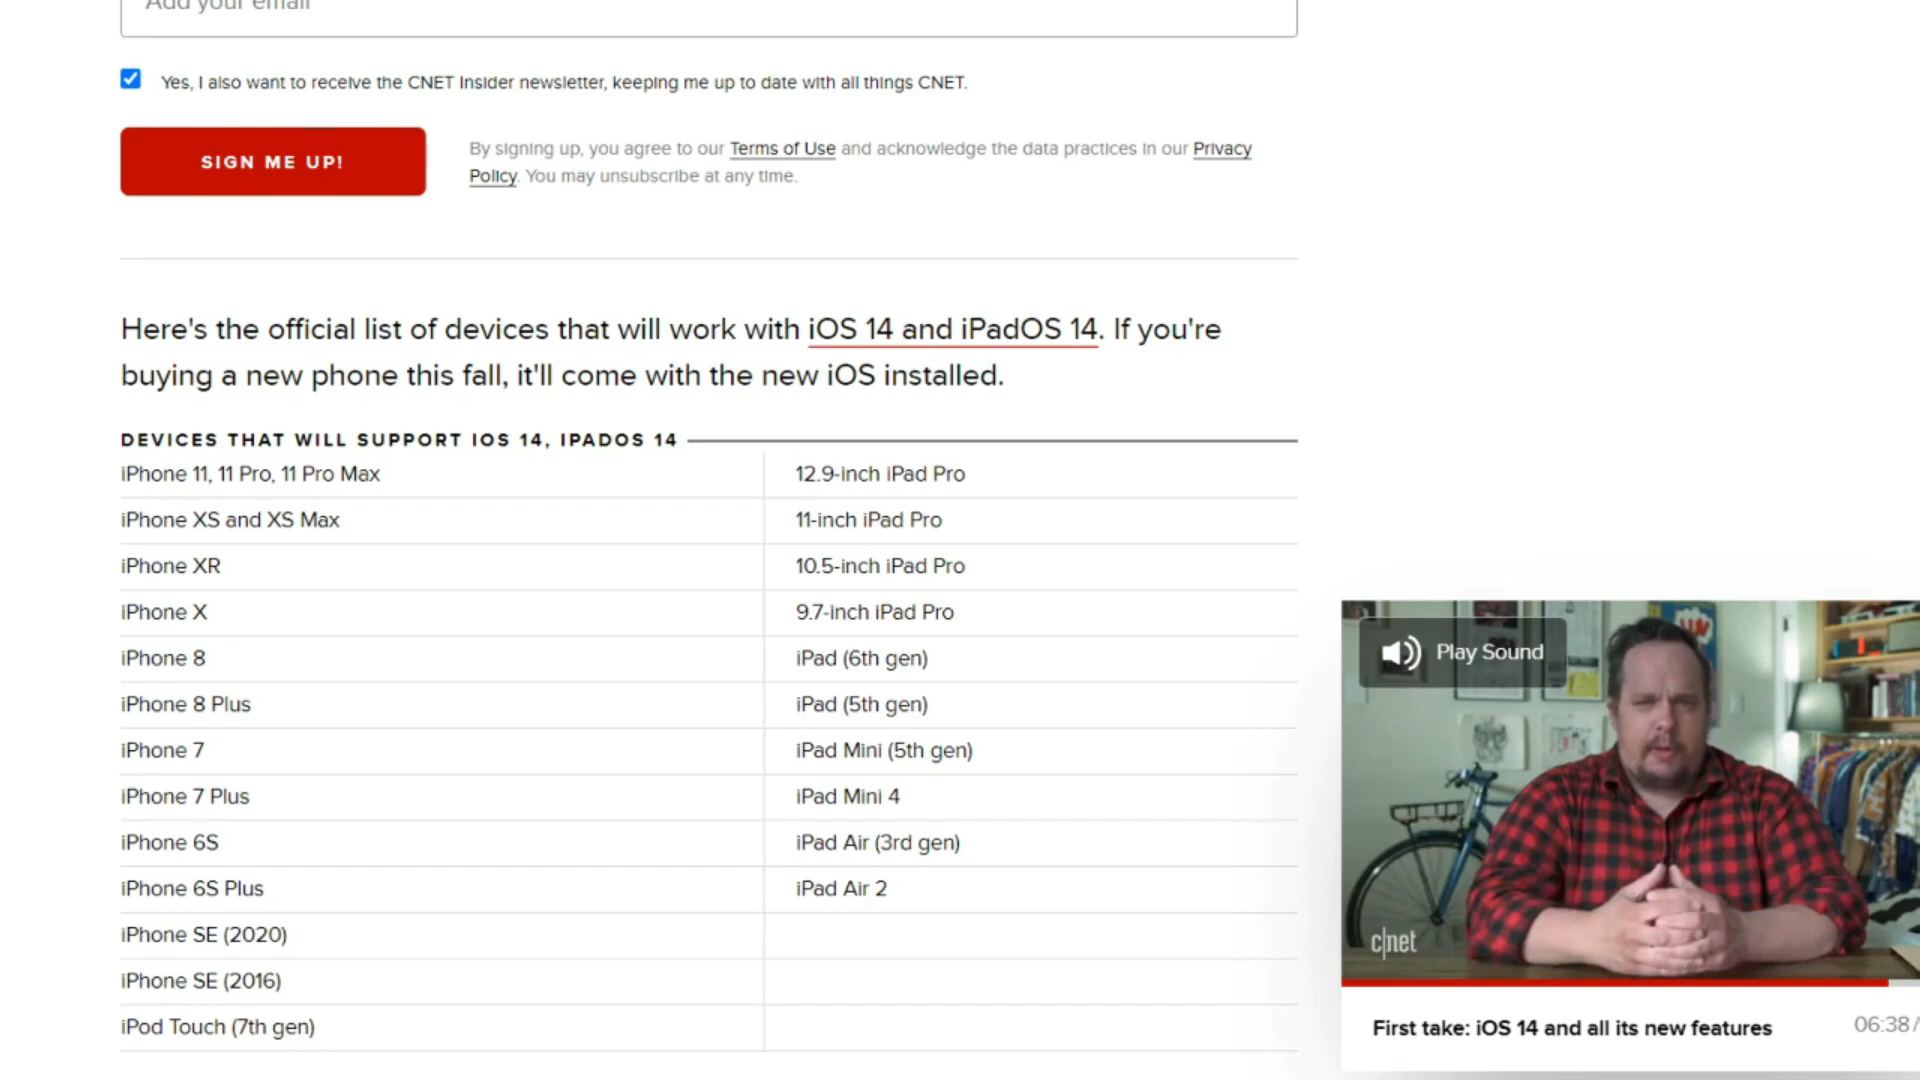 Add your email
Yes, I also want to receive the CNET Insider newsletter, keeping me up to date with all things CNET.
SIGN ME UP!
By signing up, you agree to our Terms of Use and acknowledge the data practices in our Privacy
Policy. You may unsubscribe at any time.
Here's the official list of devices that will work with iOS 14 and iPadOS 14. If you're
buying a new phone this fall, it'll come with the new iOS installed.
DEVICES THAT WILL SUPPORT IOS 14, IPADOS 14
iPhone 11, 11 Pro, 11 Pro Max
12.9-inch iPad Pro
iPhone XS and XS Max
11-inch iPad Pro
iPhone XR
10.5-inch iPad Pro
iPhone X
9.7-inch iPad Pro
iPhone 8
iPad (6th gen)
iPhone 8 Plus
iPad (5th gen)
iPhone 7
iPad Mini (5th gen)
iPhone 7 Plus
iPad Mini 4
iPhone 6S
iPad Air (3rd gen)
iPhone 6S Plus
iPad Air 2
iPhone SE (2020)
iPhone SE (2016)
iPod Touch (7th gen)
Play Sound
c|net
First take: iOS 14 and all its new features
06:38/